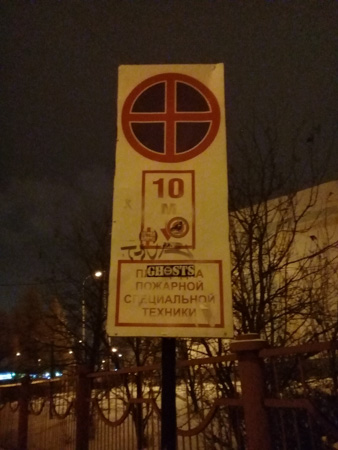 10
М
GHOSTS
ПОЖАРНОЙ
СПЕЦИАЛЬНОЙ
ТЕХНИКИ